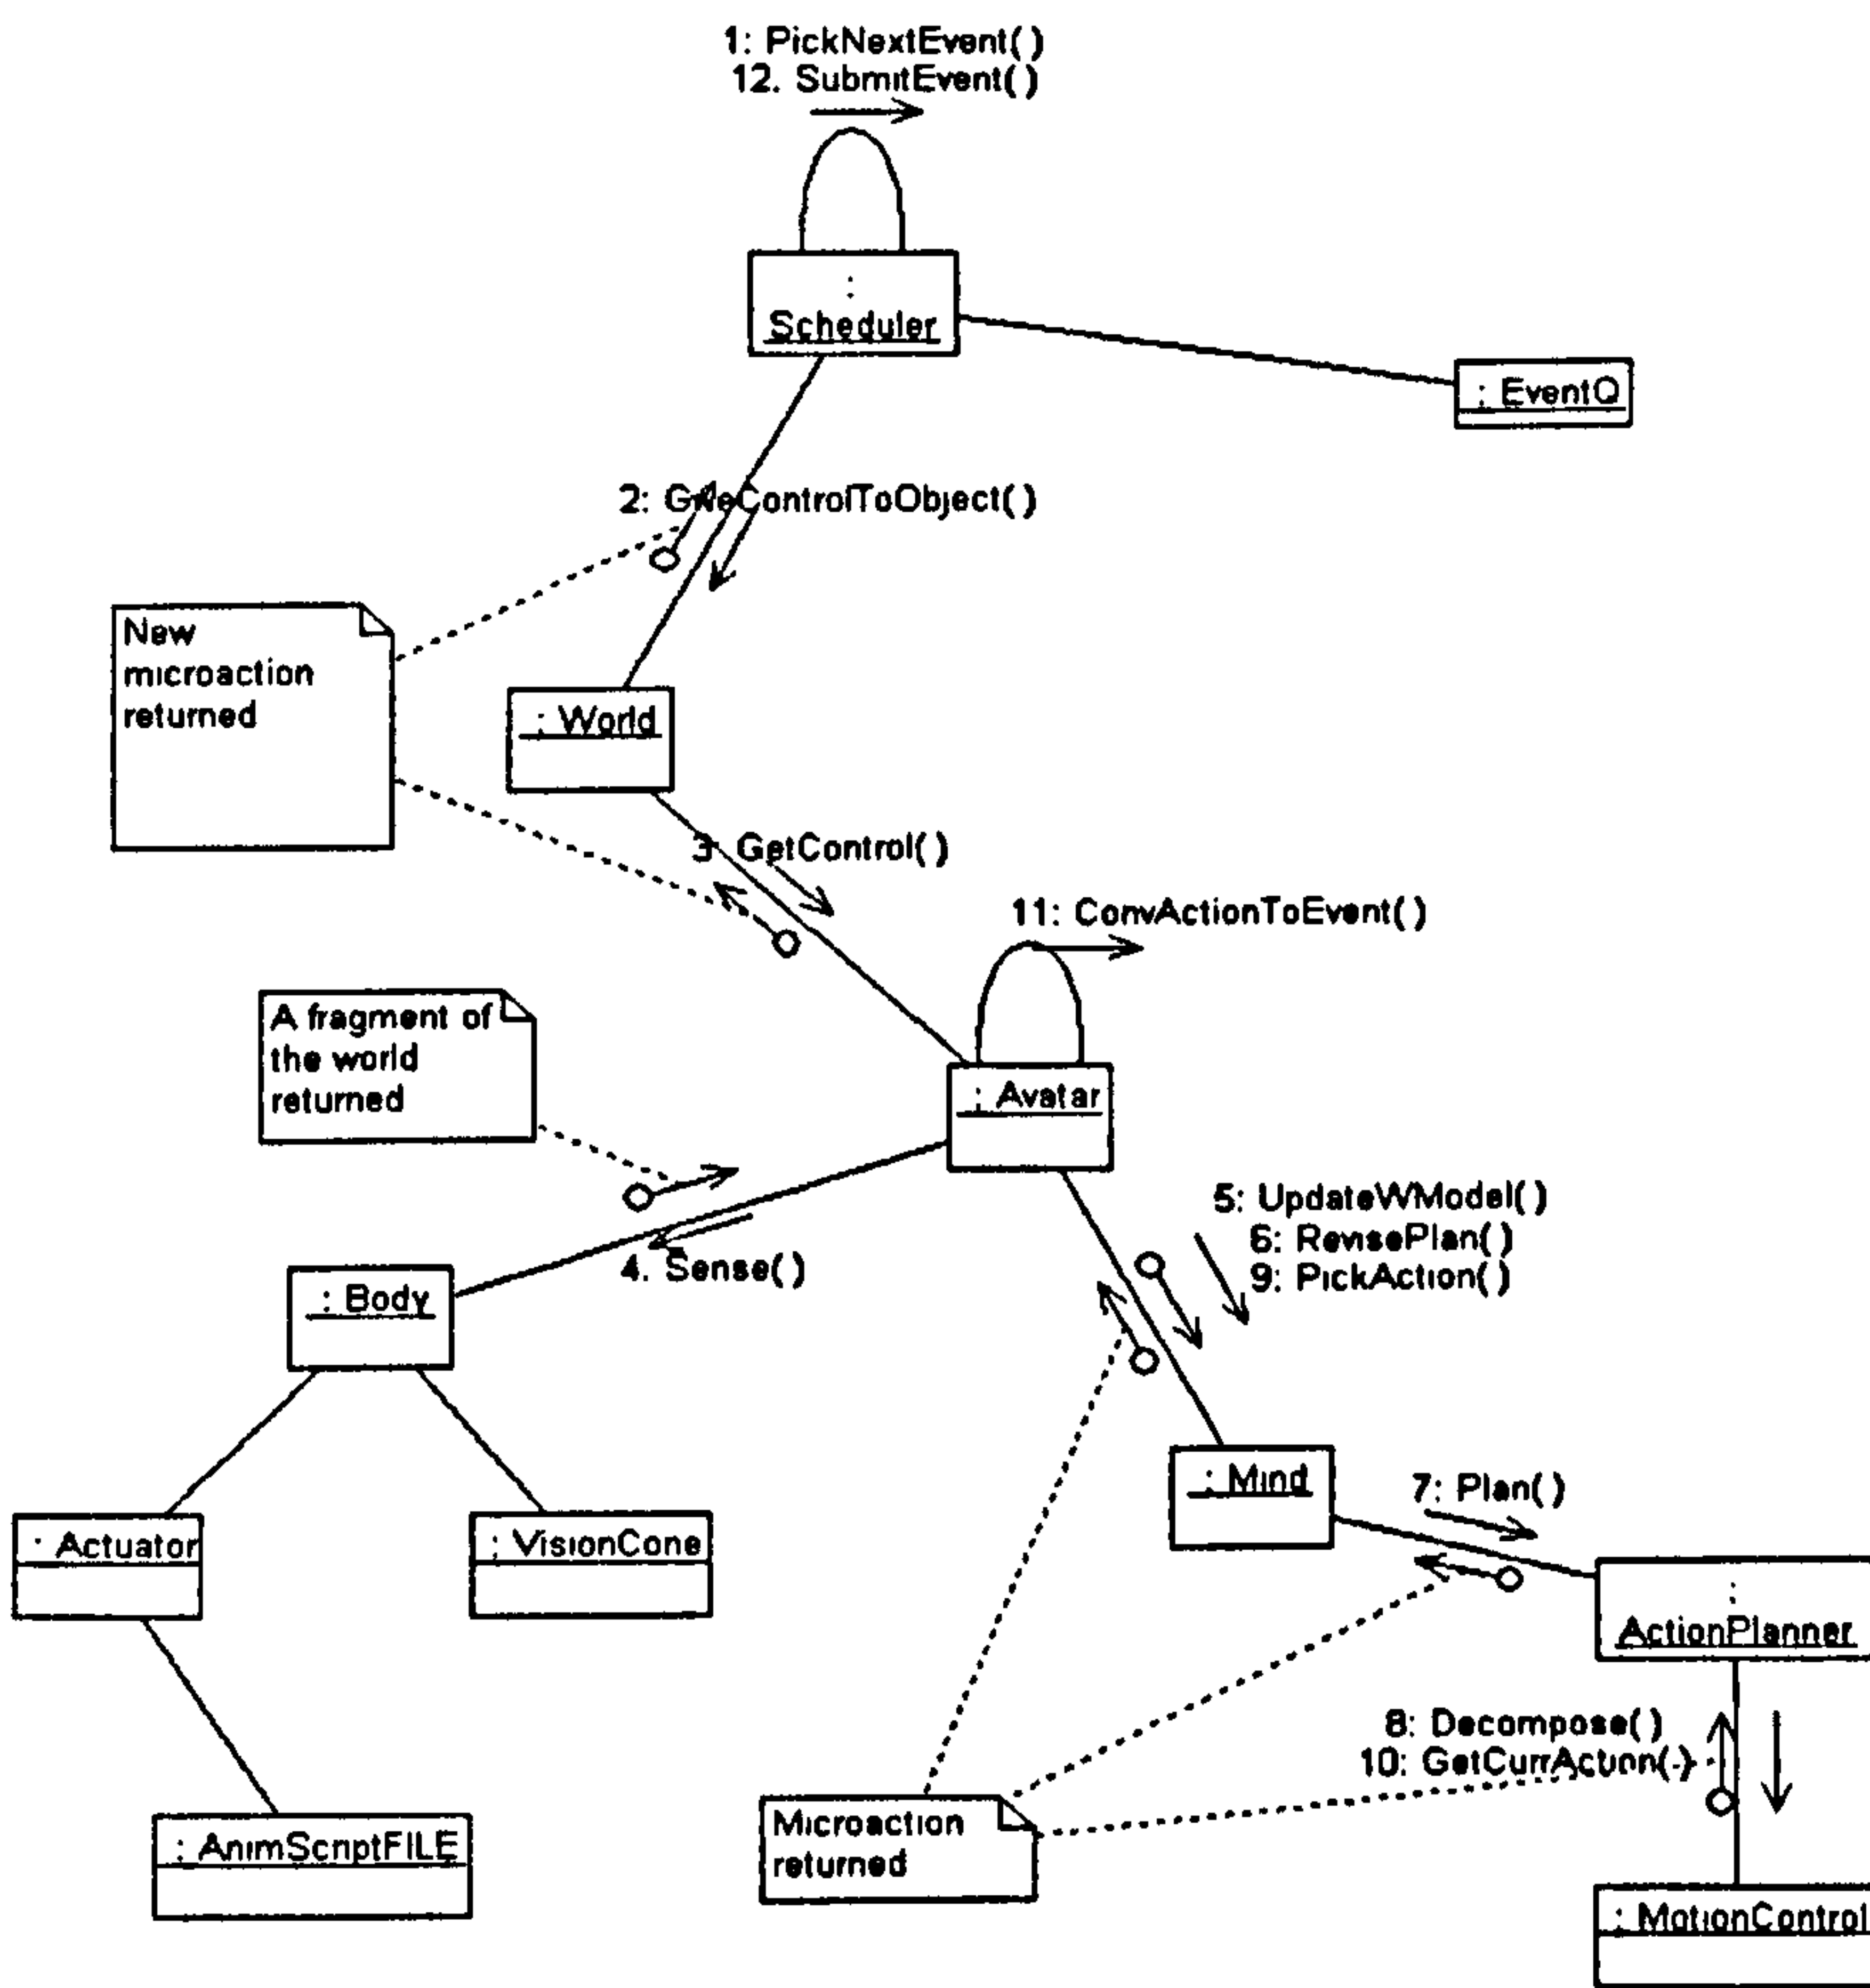 1: PickNextEvent( )
12. SubmitEvent( )
:
Scheduler
: EventQ
2: GiveControlToObject( )
New
microaction
returned
: World
3 GetControl( )
11: ConvActionToEvent( )
A fragment of
the world
returned
: Avatar
5: UpdateWModel( )
6: RevisePlan( )
9: PickAction( )
4. Sense( )
: Body
: Mind
7: Plan( )
: Actuator
: VisionCone
:
ActionPlanner
8: Decompose( )
10: GetCurrAction( )
Microaction
returned
: AnimScriptFILE
: MotionControl